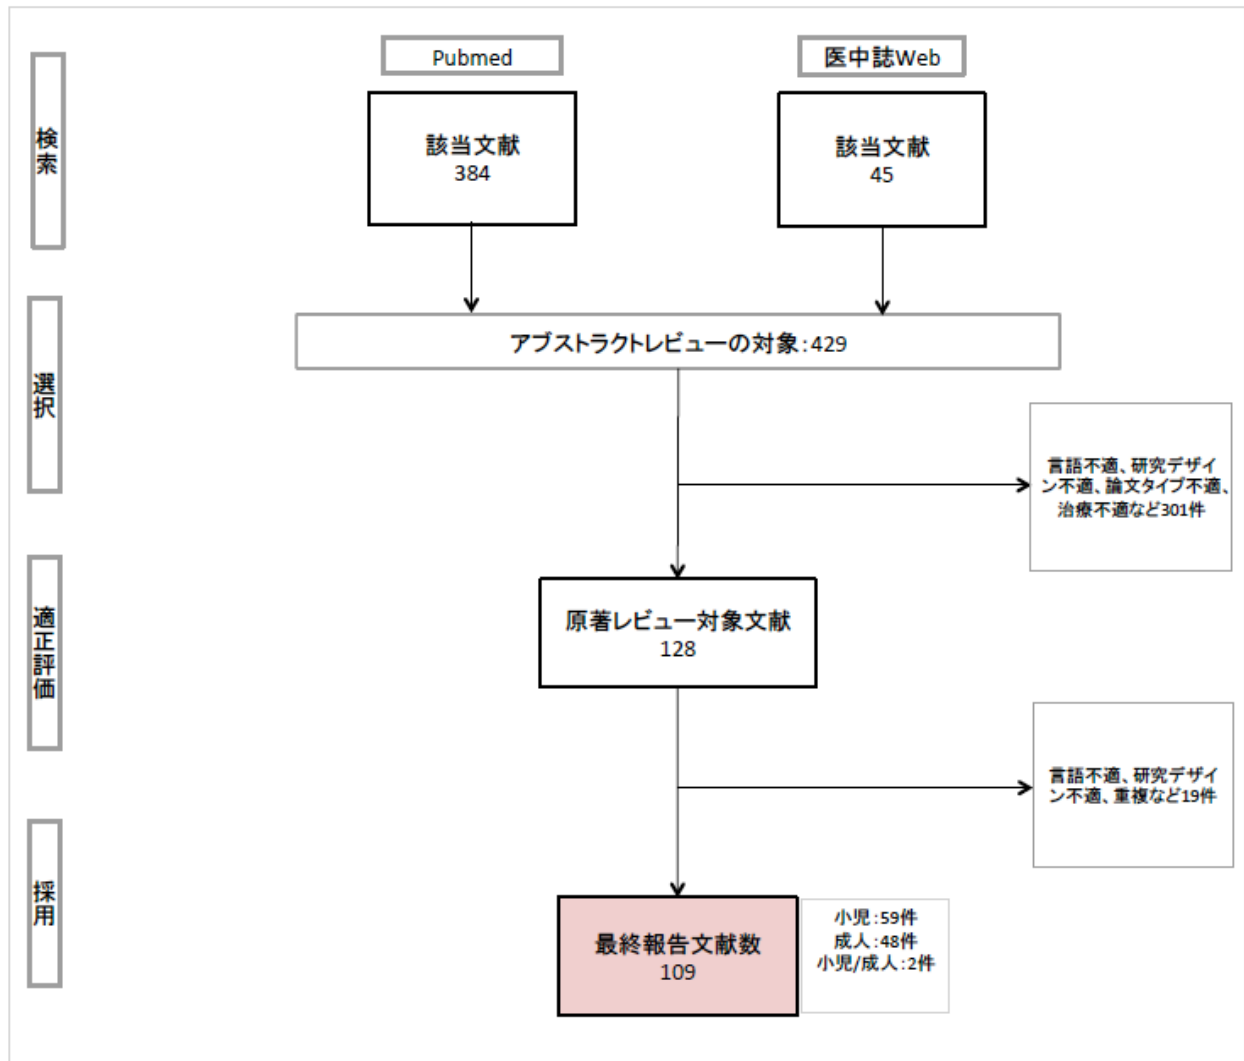 Pubmed
医中誌Web
検索
該当文献
384
該当文献
45
選択
アブストラクトレビューの対象:429
言語不適、研究デザイ
ン不適、論文タイプ不適、
治療不適など301件
適正評価
原著レビュー対象文献
128
言語不適、研究デザイ
ン不適、重複など19件
採用
最終報告文献数
109
小児:59件
成人:48件
小児/成人:2件